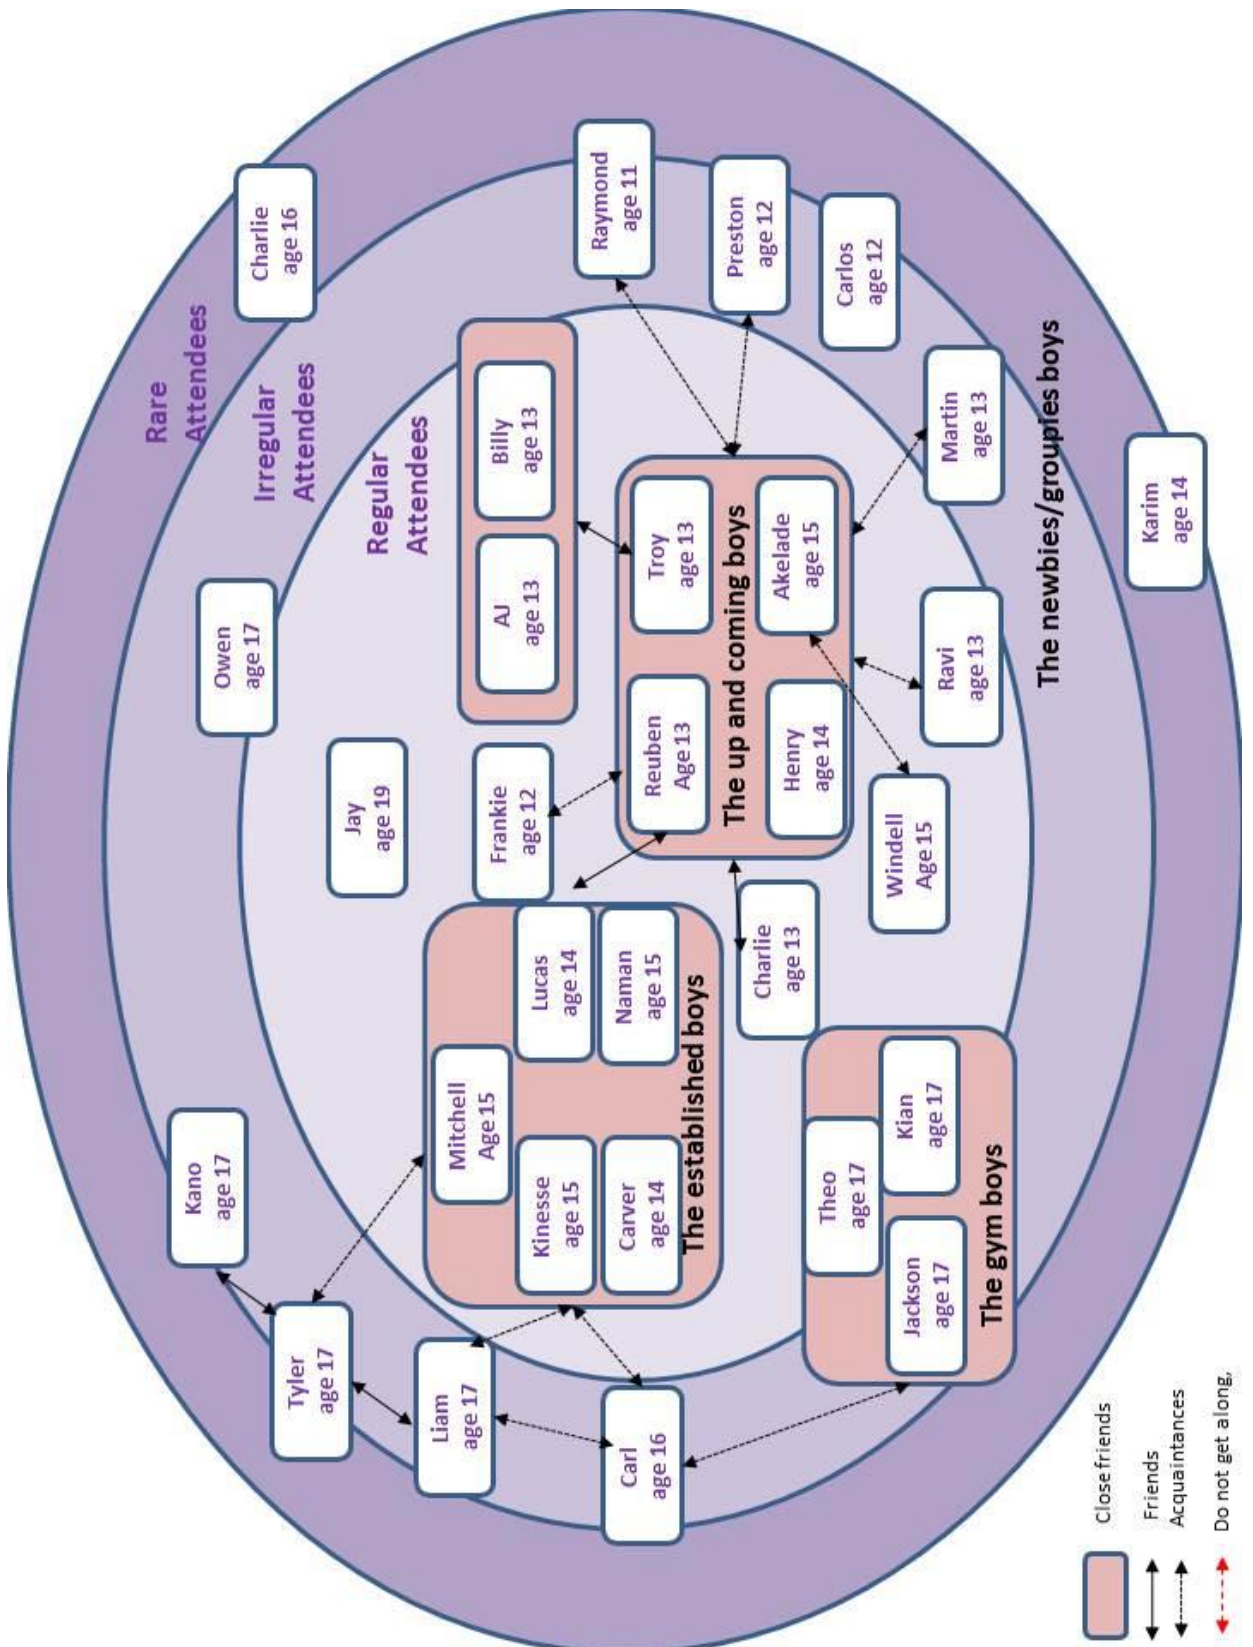 Rare
Attendees
Kano
age 17
Owen
age 17
Charlie
age 16
Irregular
Attendees
Tyler
age 17
Jay
age 19
Regular
Attendees
Liam
age 17
Mitchell
Age 15
Frankie
age 12
AJ
age 13
Billy
age 13
Kinesse
age 15
Lucas
age 14
Raymond
age 11
Carl
age 16
Carver
age 14
Naman
age 15
Reuben
Age 13
Troy
age 13
The established boys
The up and coming boys
Preston
age 12
Charlie
age 13
Henry
age 14
Akelade
age 15
Theo
age 17
Carlos
age 12
Jackson
age 17
Kian
age 17
Windell
Age 15
Ravi
age 13
Martin
age 13
The gym boys
The newbies/groupies boys
Karim
age 14
Close friends
Friends
Acquaintances
Do not get along,